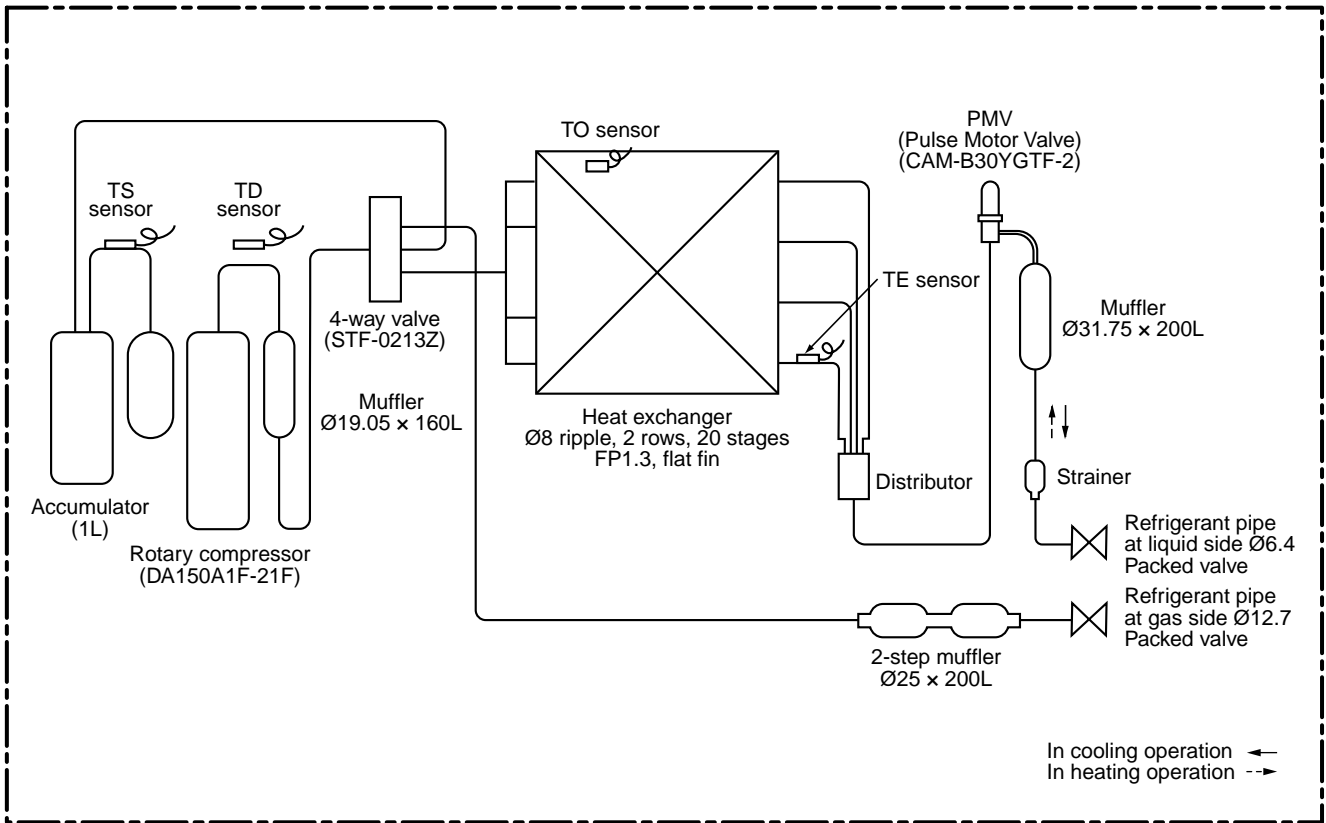 TO sensor
PMV
(Pulse Motor Valve)
(CAM-B30YGTF-2)
TS
sensor
TD
sensor
TE sensor
4-way valve
(STF-0213Z)
Muffler
Ø31.75 × 200L
Muffler
Ø19.05 × 160L
Heat exchanger
Ø8 ripple, 2 rows, 20 stages
FP1.3, flat fin
Distributor
Strainer
Accumulator
(1L)
Rotary compressor
(DA150A1F-21F)
Refrigerant pipe
at liquid side Ø6.4
Packed valve
Refrigerant pipe
at gas side Ø12.7
Packed valve
2-step muffler
Ø25 × 200L
In cooling operation
In heating operation